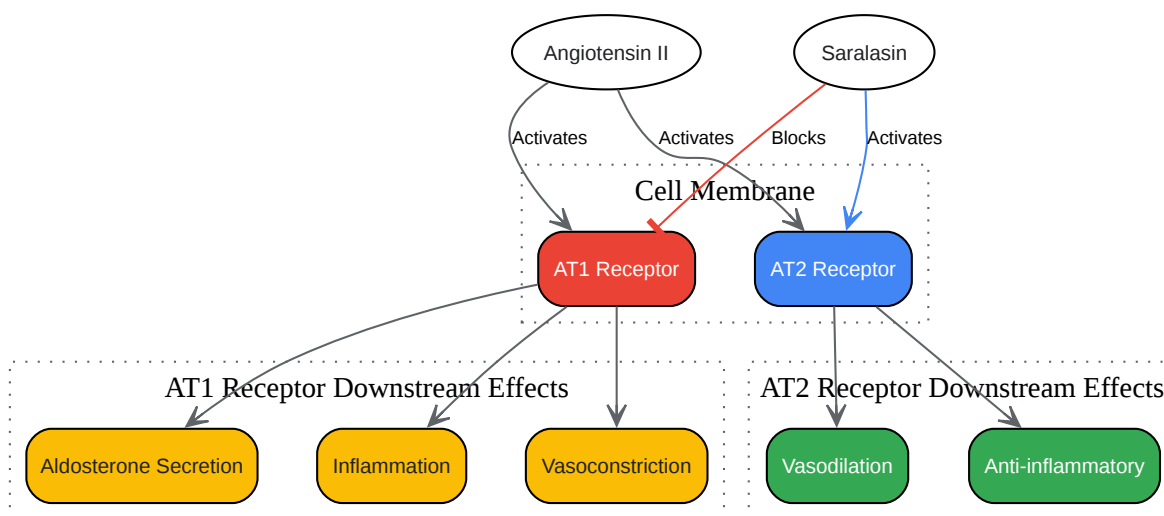 Angiotensin II
Saralasin
Activates
Activates
Blocks
Activates
Cell Membrane
AT1 Receptor
AT2 Receptor
AT1 Receptor Downstream Effects
AT2 Receptor Downstream Effects
Aldosterone Secretion
Inflammation
Vasoconstriction
Vasodilation
Anti-inflammatory